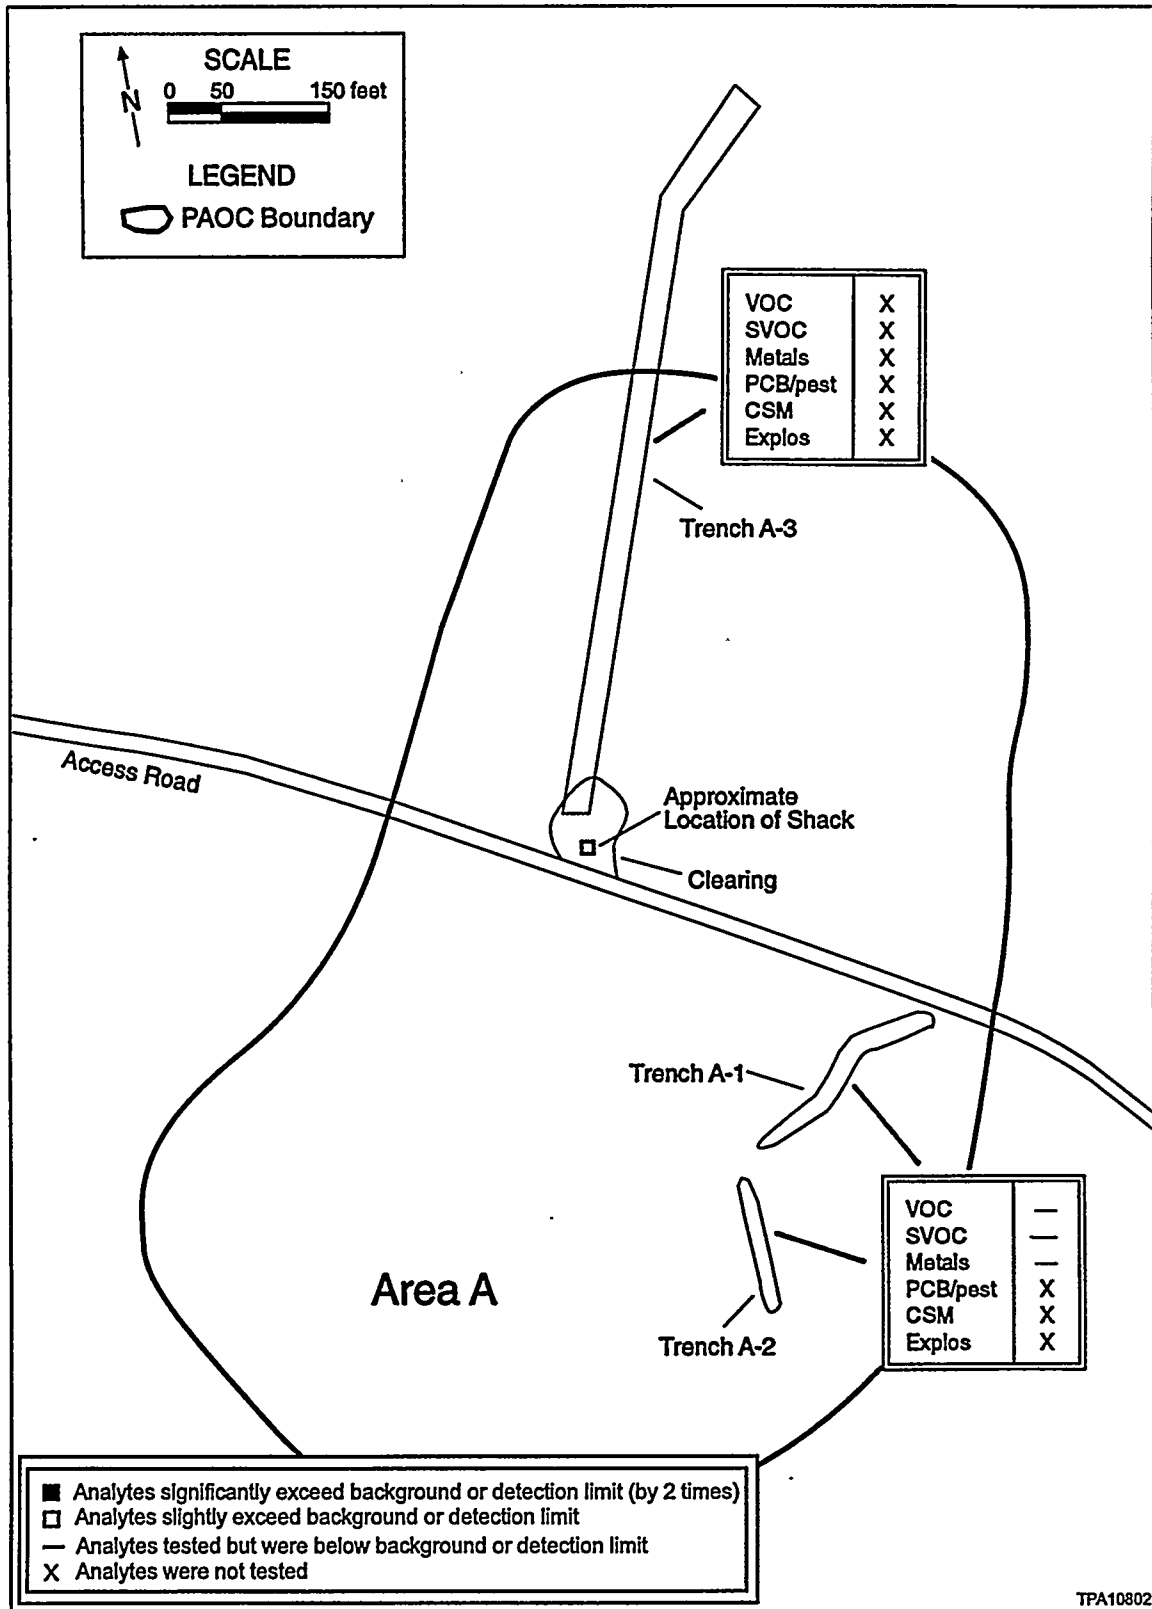 SCALE
0 50 150 feet
N
LEGEND
PAOC Boundary
VOC X
SVOC X
Metals X
PCB/pest X
CSM X
Explos X
Trench A-3
Access Road
Approximate
Location of Shack
Clearing
Trench A-1
VOC —
SVOC —
Metals —
PCB/pest X
CSM X
Explos X
Area A
Trench A-2
■ Analytes significantly exceed background or detection limit (by 2 times)
□ Analytes slightly exceed background or detection limit
— Analytes tested but were below background or detection limit
X Analytes were not tested
TPA10802